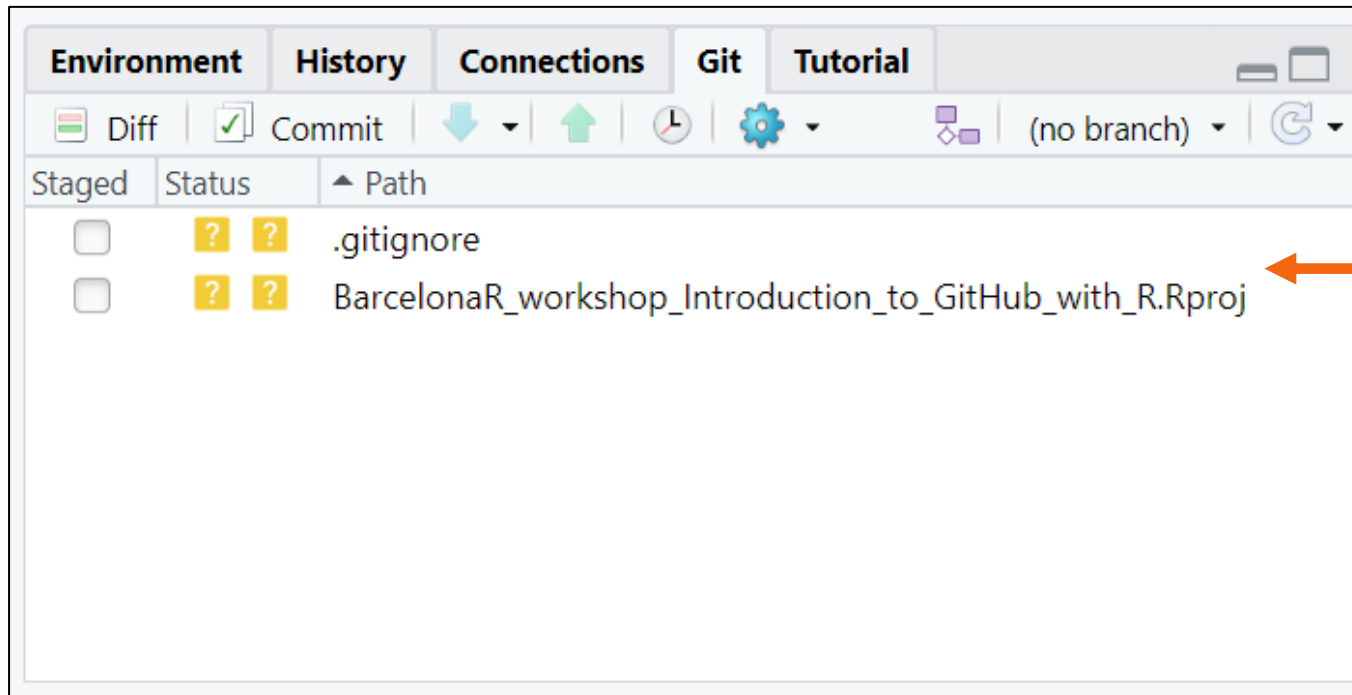 Environment History Connections Git Tutorial
Diff Commit (no branch)
Staged Status Path
? ? .gitignore
? ? BarcelonaR_workshop_Introduction_to_GitHub_with_R.Rproj